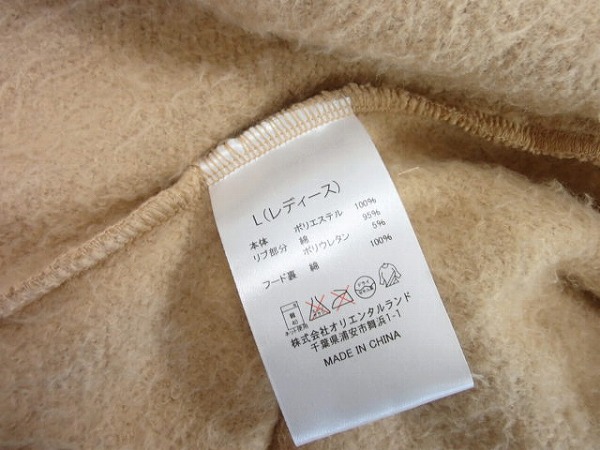 L(レディース)
本体 ポリエステル 100%
リブ部分 綿 95%
ポリウレタン 5%
フード裏 綿 100%
株式会社オリエンタルランド
千葉県浦安市舞浜1-1
MADE IN CHINA